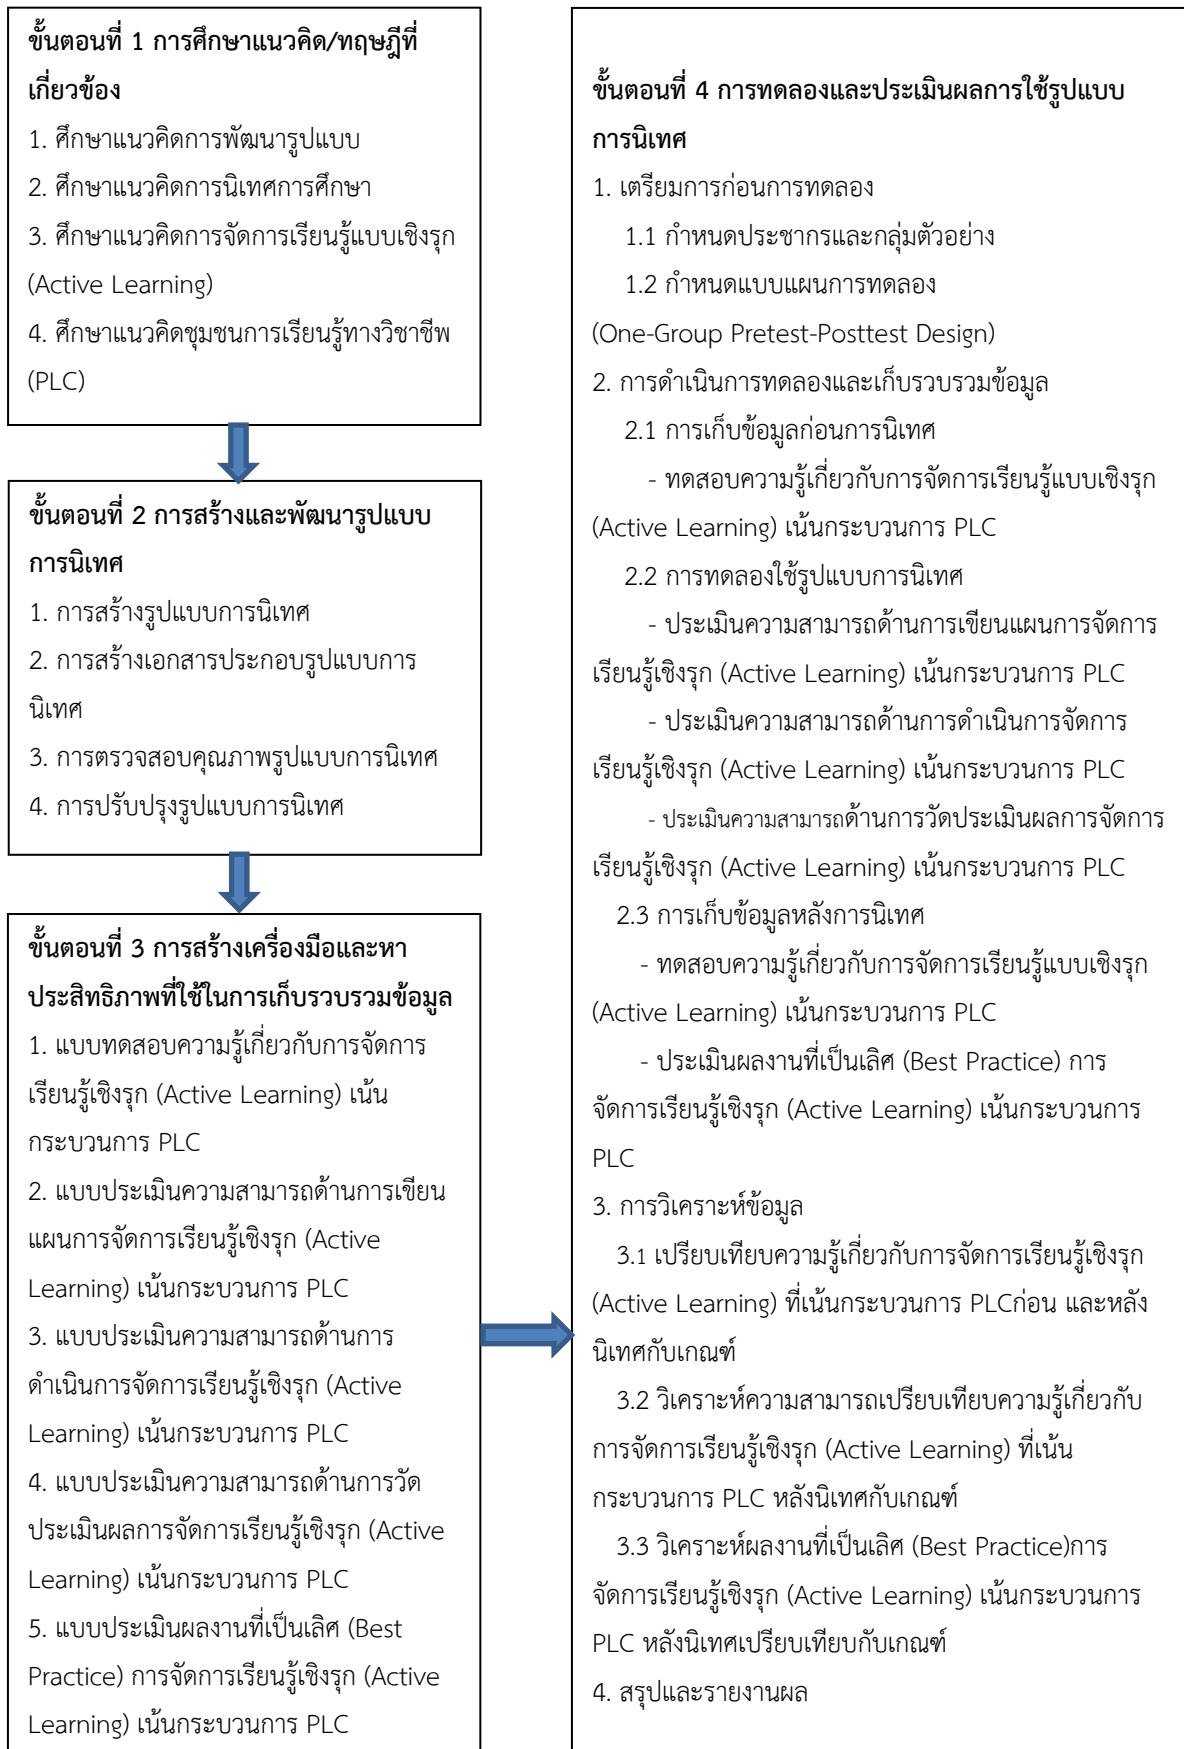 ขั้นตอนที่ 1 การศึกษาแนวคิด/ทฤษฎีที่
เกี่ยวข้อง
1. ศึกษาแนวคิดการพัฒนารูปแบบ
2. ศึกษาแนวคิดการนิเทศการศึกษา
3. ศึกษาแนวคิดการจัดการเรียนรู้แบบเชิงรุก
(Active Learning)
4. ศึกษาแนวคิดชุมชนการเรียนรู้ทางวิชาชีพ
(PLC)
ขั้นตอนที่ 2 การสร้างและพัฒนารูปแบบ
การนิเทศ
1. การสร้างรูปแบบการนิเทศ
2. การสร้างเอกสารประกอบรูปแบบการ
นิเทศ
3. การตรวจสอบคุณภาพรูปแบบการนิเทศ
4. การปรับปรุงรูปแบบการนิเทศ
ขั้นตอนที่ 3 การสร้างเครื่องมือและหา
ประสิทธิภาพที่ใช้ในการเก็บรวบรวมข้อมูล
1. แบบทดสอบความรู้เกี่ยวกับการจัดการ
เรียนรู้เชิงรุก (Active Learning) เน้น
กระบวนการ PLC
2. แบบประเมินความสามารถด้านการเขียน
แผนการจัดการเรียนรู้เชิงรุก (Active
Learning) เน้นกระบวนการ PLC
3. แบบประเมินความสามารถด้านการ
ดำเนินการจัดการเรียนรู้เชิงรุก (Active
Learning) เน้นกระบวนการ PLC
4. แบบประเมินความสามารถด้านการวัด
ประเมินผลการจัดการเรียนรู้เชิงรุก (Active
Learning) เน้นกระบวนการ PLC
5. แบบประเมินผลงานที่เป็นเลิศ (Best
Practice) การจัดการเรียนรู้เชิงรุก (Active
Learning) เน้นกระบวนการ PLC
ขั้นตอนที่ 4 การทดลองและประเมินผลการใช้รูปแบบ
การนิเทศ
1. เตรียมการก่อนการทดลอง
1.1 กำหนดประชากรและกลุ่มตัวอย่าง
1.2 กำหนดแบบแผนการทดลอง
(One-Group Pretest-Posttest Design)
2. การดำเนินการทดลองและเก็บรวบรวมข้อมูล
2.1 การเก็บข้อมูลก่อนการนิเทศ
- ทดสอบความรู้เกี่ยวกับการจัดการเรียนรู้แบบเชิงรุก
(Active Learning) เน้นกระบวนการ PLC
2.2 การทดลองใช้รูปแบบการนิเทศ
- ประเมินความสามารถด้านการเขียนแผนการจัดการ
เรียนรู้เชิงรุก (Active Learning) เน้นกระบวนการ PLC
- ประเมินความสามารถด้านการดำเนินการจัดการ
เรียนรู้เชิงรุก (Active Learning) เน้นกระบวนการ PLC
- ประเมินความสามารถด้านการวัดประเมินผลการจัดการ
เรียนรู้เชิงรุก (Active Learning) เน้นกระบวนการ PLC
2.3 การเก็บข้อมูลหลังการนิเทศ
- ทดสอบความรู้เกี่ยวกับการจัดการเรียนรู้แบบเชิงรุก
(Active Learning) เน้นกระบวนการ PLC
- ประเมินผลงานที่เป็นเลิศ (Best Practice) การ
จัดการเรียนรู้เชิงรุก (Active Learning) เน้นกระบวนการ
PLC
3. การวิเคราะห์ข้อมูล
3.1 เปรียบเทียบความรู้เกี่ยวกับการจัดการเรียนรู้เชิงรุก
(Active Learning) ที่เน้นกระบวนการ PLCก่อน และหลัง
นิเทศกับเกณฑ์
3.2 วิเคราะห์ความสามารถเปรียบเทียบความรู้เกี่ยวกับ
การจัดการเรียนรู้เชิงรุก (Active Learning) ที่เน้น
กระบวนการ PLC หลังนิเทศกับเกณฑ์
3.3 วิเคราะห์ผลงานที่เป็นเลิศ (Best Practice)การ
จัดการเรียนรู้เชิงรุก (Active Learning) เน้นกระบวนการ
PLC หลังนิเทศเปรียบเทียบกับเกณฑ์
4. สรุปและรายงานผล